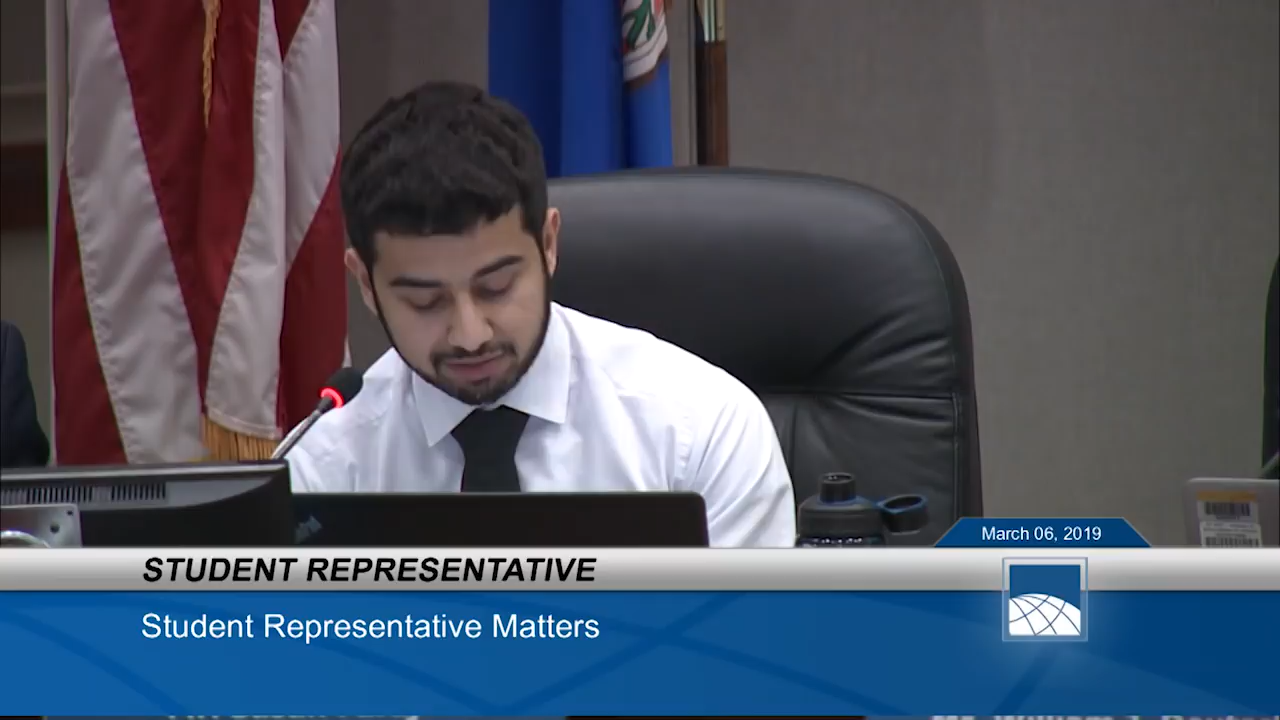 March 06, 2019
STUDENT REPRESENTATIVE
Student Representative Matters